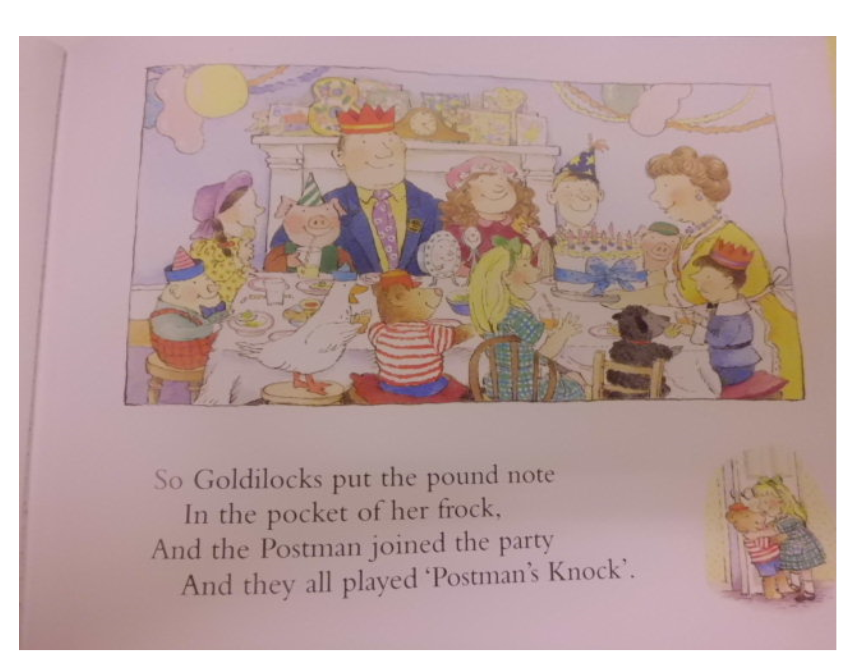 So Goldilocks put the pound note
In the pocket of her frock,
And the Postman joined the party
And they all played ‘Postman’s Knock’.